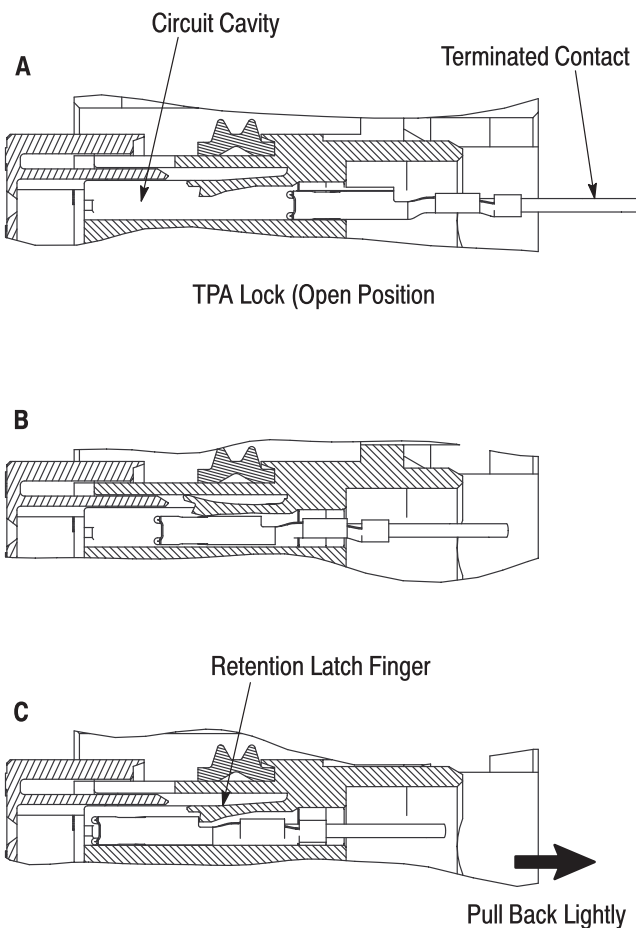 Circuit Cavity
A
Terminated Contact
TPA Lock (Open Position
B
Retention Latch Finger
C
Pull Back Lightly